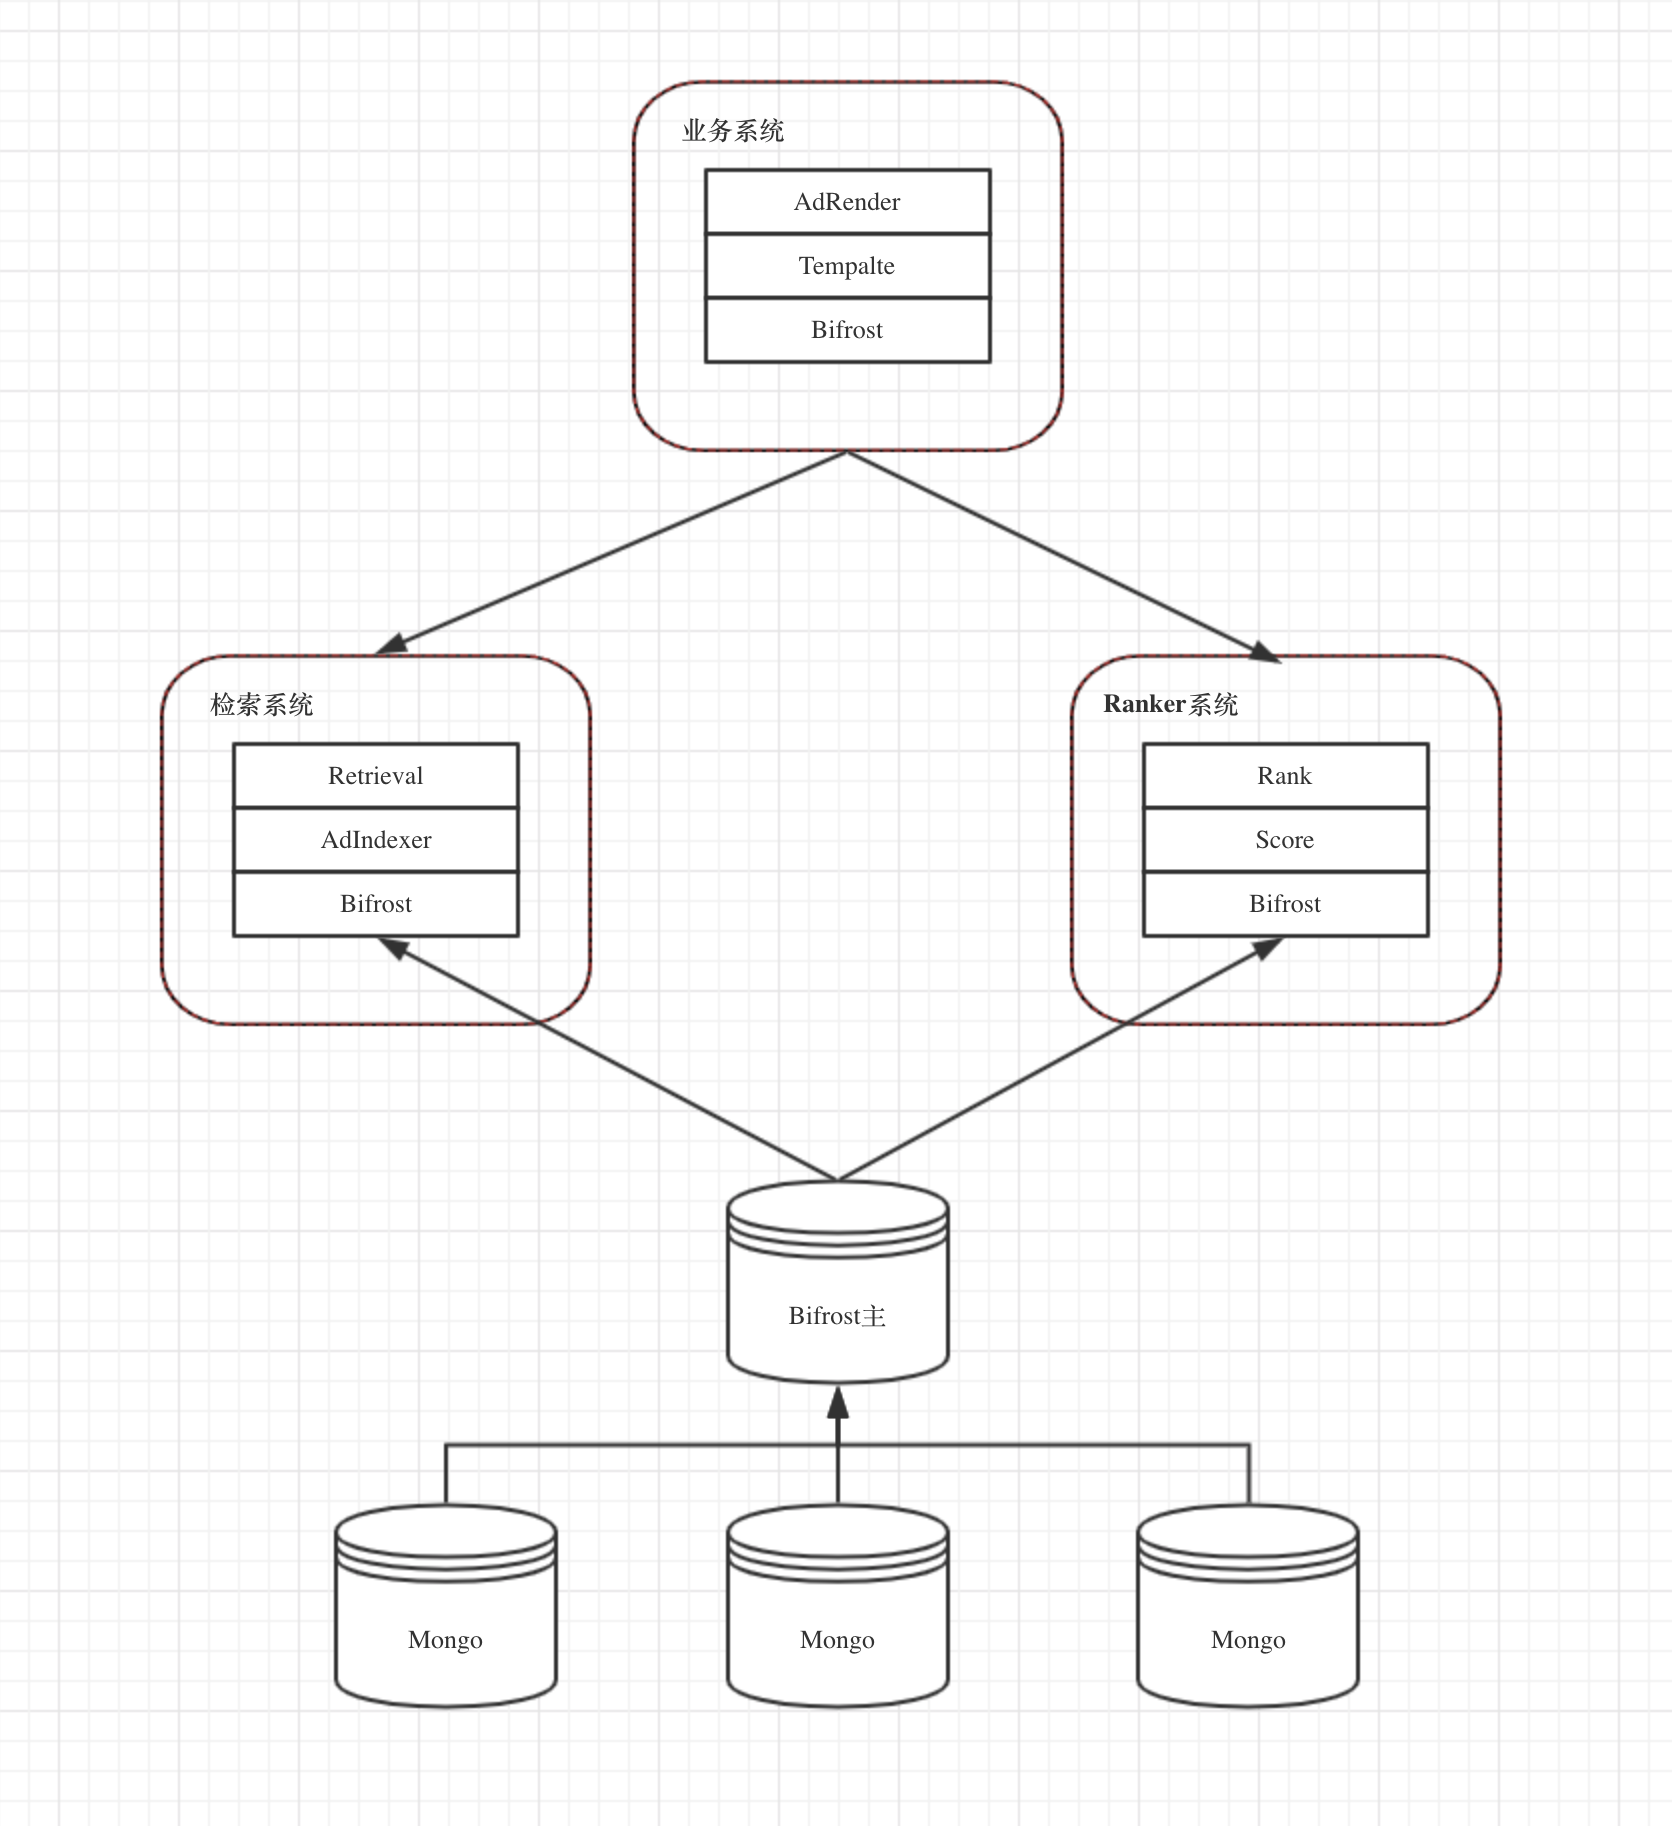 业务系统
AdRender
Tempalte
Bifrost
检索系统
Retrieval
AdIndexer
Bifrost
Ranker系统
Rank
Score
Bifrost
Bifrost主
Mongo
Mongo
Mongo